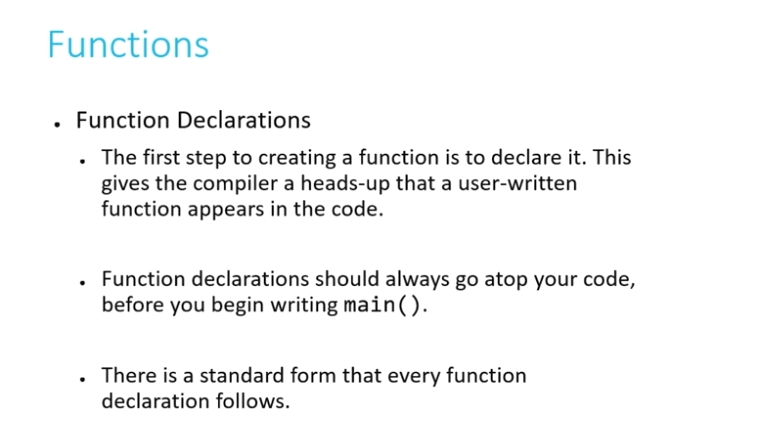 Functions
• Function Declarations
• The first step to creating a function is to declare it. This
gives the compiler a heads-up that a user-written
function appears in the code.
• Function declarations should always go atop your code,
before you begin writing main().
• There is a standard form that every function
declaration follows.